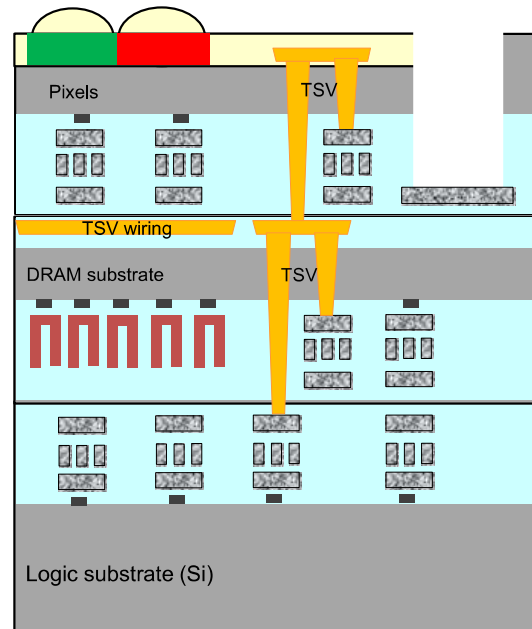 Pixels
TSV
TSV wiring
DRAM substrate
TSV
Logic substrate (Si)